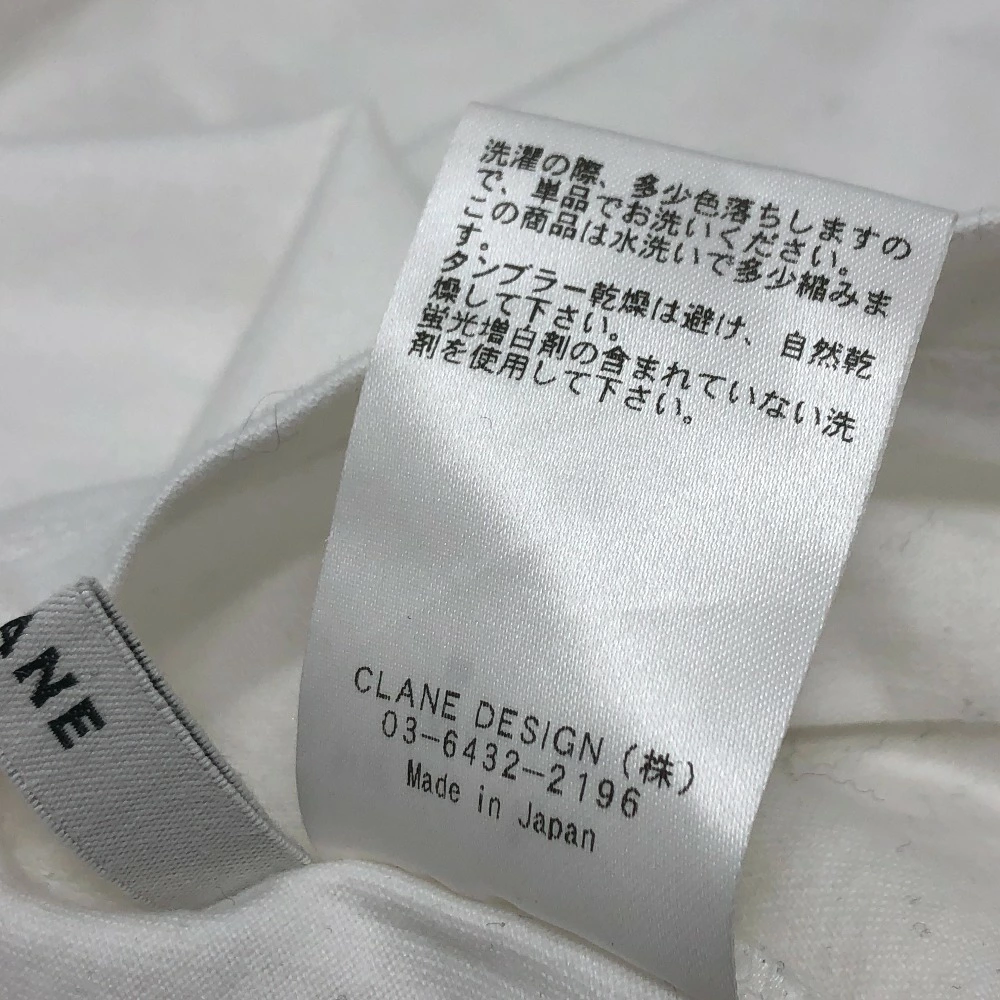 洗濯の際、多少色落ちしますの
で、単品でお洗いください。
この商品は水洗いで多少縮みま
す。
タンブラー乾燥は避け、自然乾
燥して下さい。
蛍光増白剤の含まれていない洗
剤を使用して下さい。
CLANE DESIGN (株)
03-6432-2196
Made in Japan
ANE